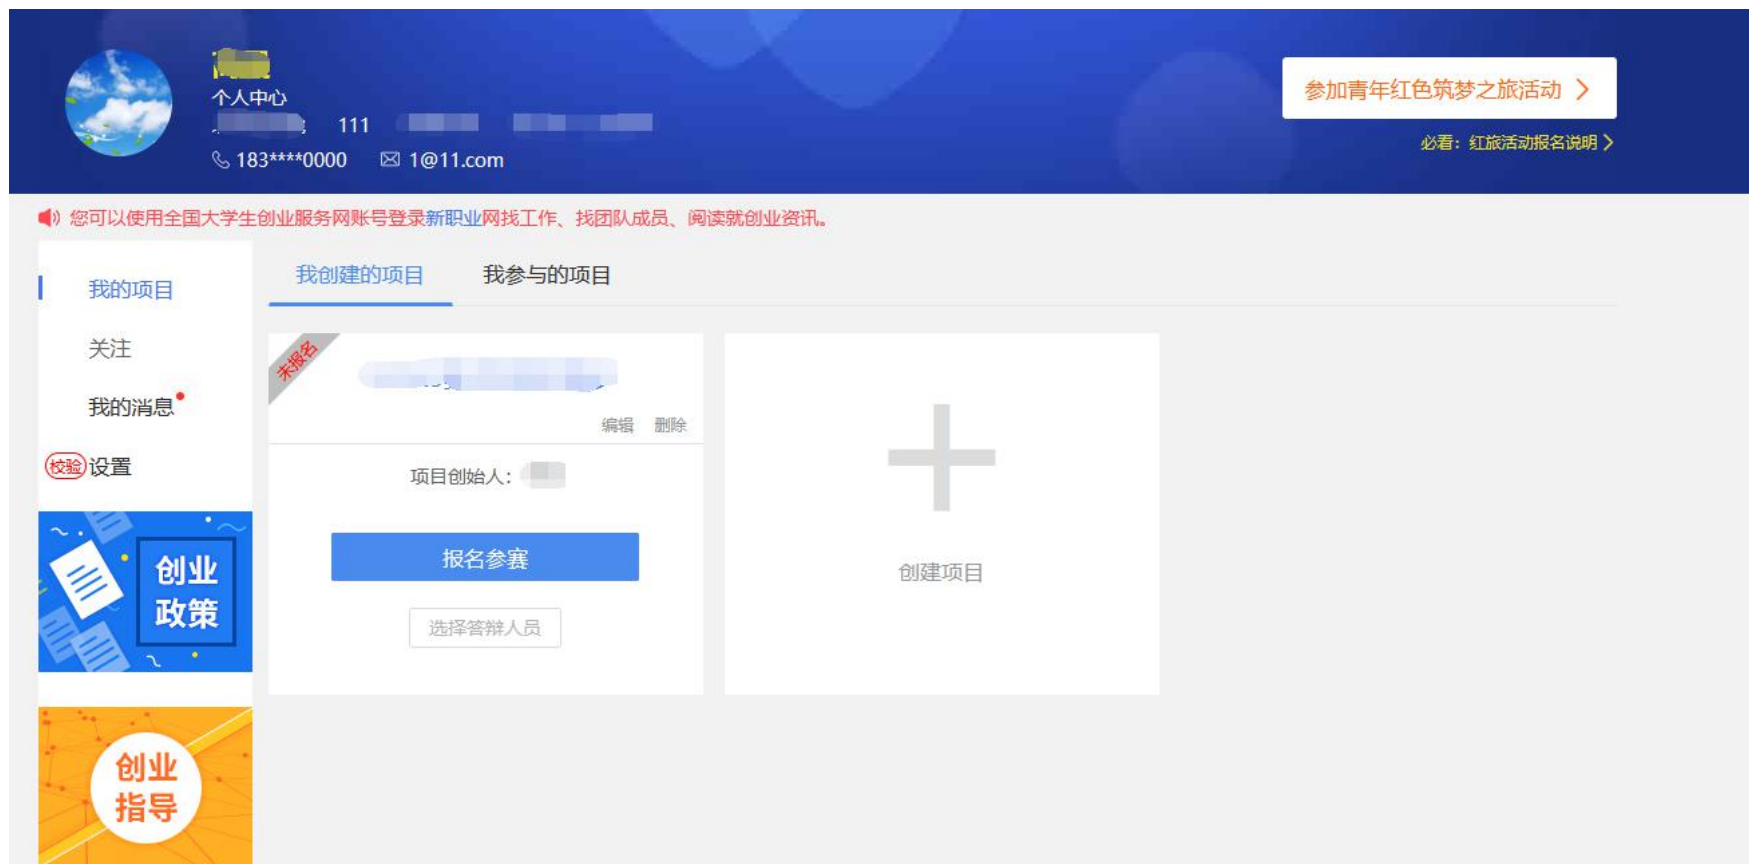 个人中心
111
183****0000 1@11.com
参加青年红色筑梦之旅活动 >
必看：红旅活动报名说明 >
您可以使用全国大学生创业服务网账号登录新职业网找工作、找团队成员、阅读就创业资讯。
我的项目
关注
我的消息
校验 设置
创业
政策
创业
指导
我创建的项目 我参与的项目
未报名
编辑 删除
项目创始人：
报名参赛
选择答辩人员
创建项目